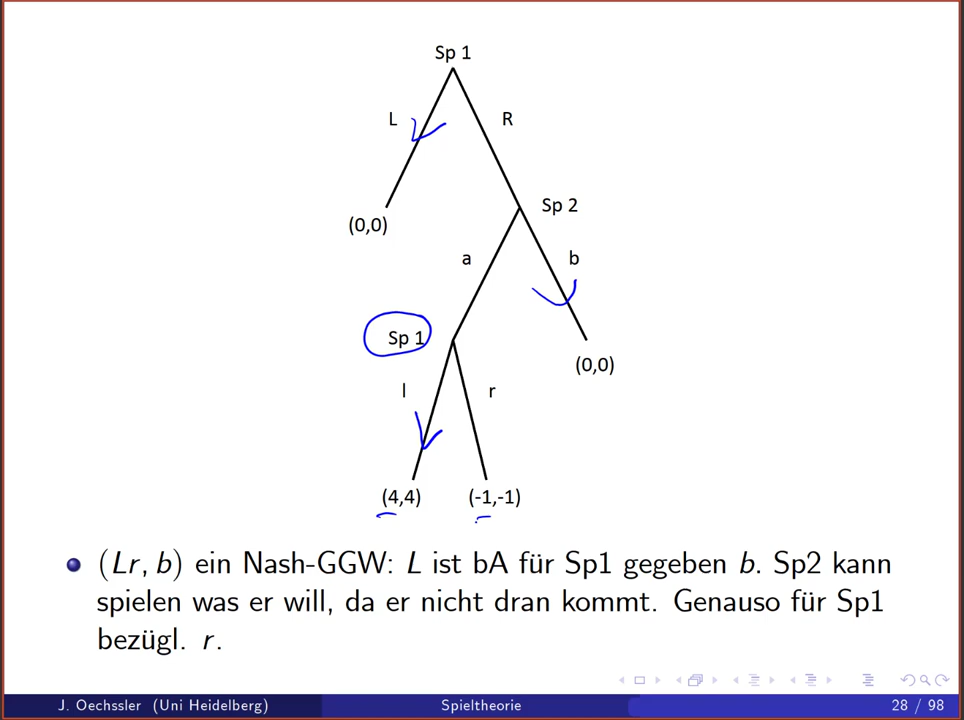 Sp 1
L
R
(0,0)
Sp 2
a
b
Sp 1
(0,0)
l
r
(4,4)
(-1,-1)
(Lr, b) ein Nash-GGW: L ist bA für Sp1 gegeben b. Sp2 kann
spielen was er will, da er nicht dran kommt. Genauso für Sp1
bezügl. r.
J. Oechssler (Uni Heidelberg)
Spieltheorie
28 / 98